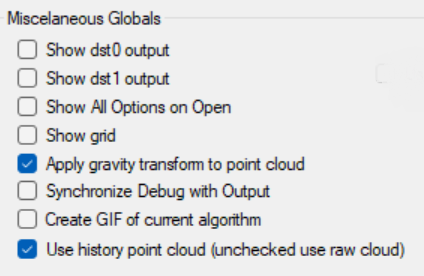 Miscelaneous Globals
Show dst0 output
Show dst1 output
Show All Options on Open
Show grid
Apply gravity transform to point cloud
Synchronize Debug with Output
Create GIF of current algorithm
Use history point cloud (unchecked use raw cloud)